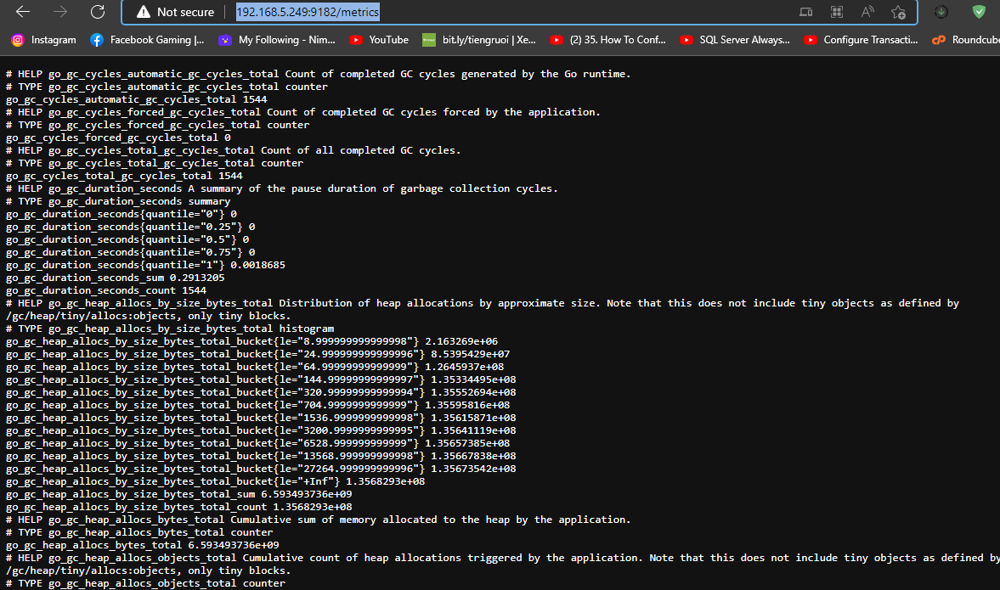 Not secure 192.168.5.249:9182/metrics
Instagram Facebook Gaming |... My Following - Nim... YouTube bit.ly/tiengruoi | Xe... (2) 35. How To Conf... SQL Server Always... Configure Transacti... Roundcube
# HELP go_gc_cycles_automatic_gc_cycles_total Count of completed GC cycles generated by the Go runtime.
# TYPE go_gc_cycles_automatic_gc_cycles_total counter
go_gc_cycles_automatic_gc_cycles_total 1544
# HELP go_gc_cycles_forced_gc_cycles_total Count of completed GC cycles forced by the application.
# TYPE go_gc_cycles_forced_gc_cycles_total counter
go_gc_cycles_forced_gc_cycles_total 0
# HELP go_gc_cycles_total_gc_cycles_total Count of all completed GC cycles.
# TYPE go_gc_cycles_total_gc_cycles_total counter
go_gc_cycles_total_gc_cycles_total 1544
# HELP go_gc_duration_seconds A summary of the pause duration of garbage collection cycles.
# TYPE go_gc_duration_seconds summary
go_gc_duration_seconds{quantile="0"} 0
go_gc_duration_seconds{quantile="0.25"} 0
go_gc_duration_seconds{quantile="0.5"} 0
go_gc_duration_seconds{quantile="0.75"} 0
go_gc_duration_seconds{quantile="1"} 0.0018685
go_gc_duration_seconds_sum 0.2913205
go_gc_duration_seconds_count 1544
# HELP go_gc_heap_allocs_by_size_bytes_total Distribution of heap allocations by approximate size. Note that this does not include tiny objects as defined by
/gc/heap/tiny/allocs:objects, only tiny blocks.
# TYPE go_gc_heap_allocs_by_size_bytes_total histogram
go_gc_heap_allocs_by_size_bytes_total_bucket{le="8.999999999999998"} 2.163269e+06
go_gc_heap_allocs_by_size_bytes_total_bucket{le="24.999999999999996"} 8.5395429e+07
go_gc_heap_allocs_by_size_bytes_total_bucket{le="64.99999999999999"} 1.2645937e+08
go_gc_heap_allocs_by_size_bytes_total_bucket{le="144.99999999999997"} 1.35334495e+08
go_gc_heap_allocs_by_size_bytes_total_bucket{le="320.99999999999994"} 1.35552694e+08
go_gc_heap_allocs_by_size_bytes_total_bucket{le="704.9999999999999"} 1.35595816e+08
go_gc_heap_allocs_by_size_bytes_total_bucket{le="1536.9999999999998"} 1.35615871e+08
go_gc_heap_allocs_by_size_bytes_total_bucket{le="3200.9999999999995"} 1.35641119e+08
go_gc_heap_allocs_by_size_bytes_total_bucket{le="6528.999999999999"} 1.35657385e+08
go_gc_heap_allocs_by_size_bytes_total_bucket{le="13568.999999999998"} 1.35667838e+08
go_gc_heap_allocs_by_size_bytes_total_bucket{le="27264.999999999996"} 1.35673542e+08
go_gc_heap_allocs_by_size_bytes_total_bucket{le="+Inf"} 1.3568293e+08
go_gc_heap_allocs_by_size_bytes_total_sum 6.593493736e+09
go_gc_heap_allocs_by_size_bytes_total_count 1.3568293e+08
# HELP go_gc_heap_allocs_bytes_total Cumulative sum of memory allocated to the heap by the application.
# TYPE go_gc_heap_allocs_bytes_total counter
go_gc_heap_allocs_bytes_total 6.593493736e+09
# HELP go_gc_heap_allocs_objects_total Cumulative count of heap allocations triggered by the application. Note that this does not include tiny objects as defined by
/gc/heap/tiny/allocs:objects, only tiny blocks.
# TYPE go_gc_heap_allocs_objects_total counter